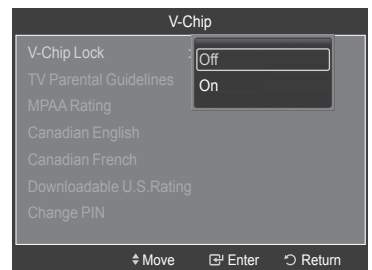 V-Chip
V-Chip Lock :
Off
On
TV Parental Guidelines
MPAA Rating
Canadian English
Canadian French
Downloadable U.S.Rating
Change PIN
Move Enter Return